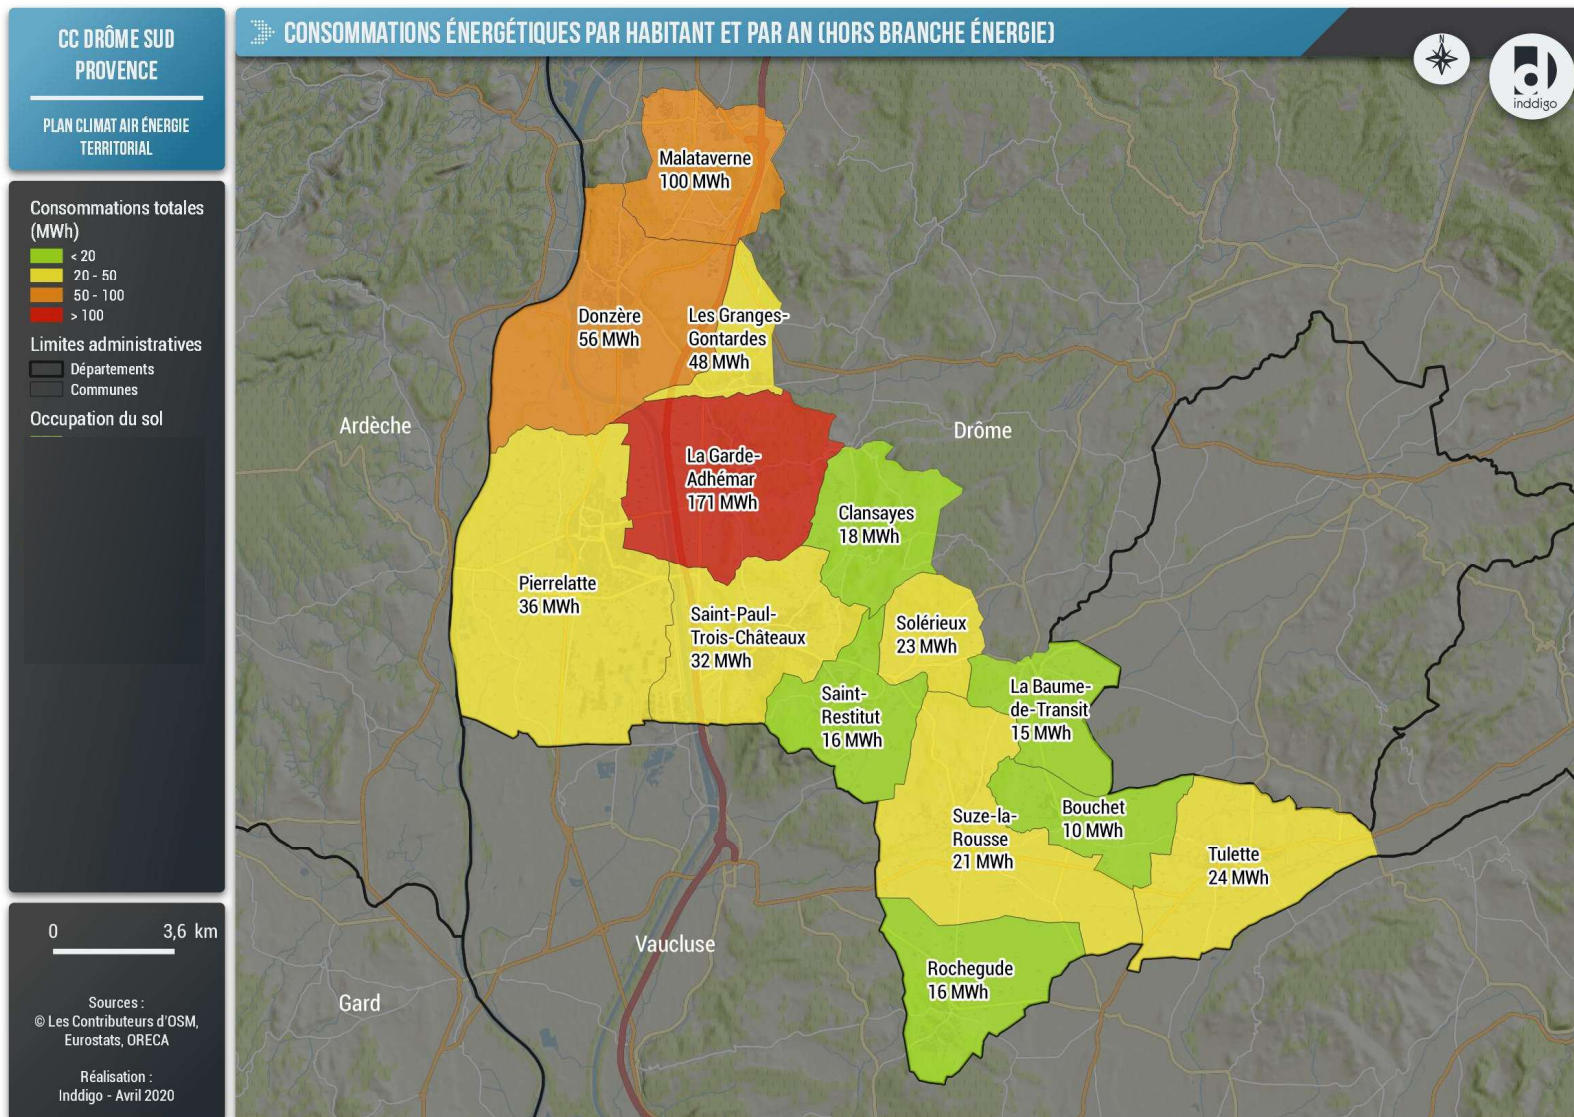 CC DRÔME SUD
PROVENCE
PLAN CLIMAT AIR ÉNERGIE
TERRITORIAL
CONSOMMATIONS ÉNERGÉTIQUES PAR HABITANT ET PAR AN (HORS BRANCHE ÉNERGIE)
N
inddigo
Consommations totales
(MWh)
< 20
20 - 50
50 - 100
> 100
Limites administratives
Départements
Communes
Occupation du sol
Malataverne
100 MWh
Donzère
56 MWh
Les Granges-
Gontardes
48 MWh
Ardèche
Drôme
La Garde-
Adhémar
171 MWh
Clansayes
18 MWh
Pierrelatte
36 MWh
Saint-Paul-
Trois-Châteaux
32 MWh
Solérieux
23 MWh
Saint-
Restitut
16 MWh
La Baume-
de-Transit
15 MWh
Suze-la-
Rousse
21 MWh
Bouchet
10 MWh
Tulette
24 MWh
Vaucluse
Gard
Rochegude
16 MWh
0 3,6 km
Sources :
© Les Contributeurs d'OSM,
Eurostats, ORECA
Réalisation :
Inddigo - Avril 2020